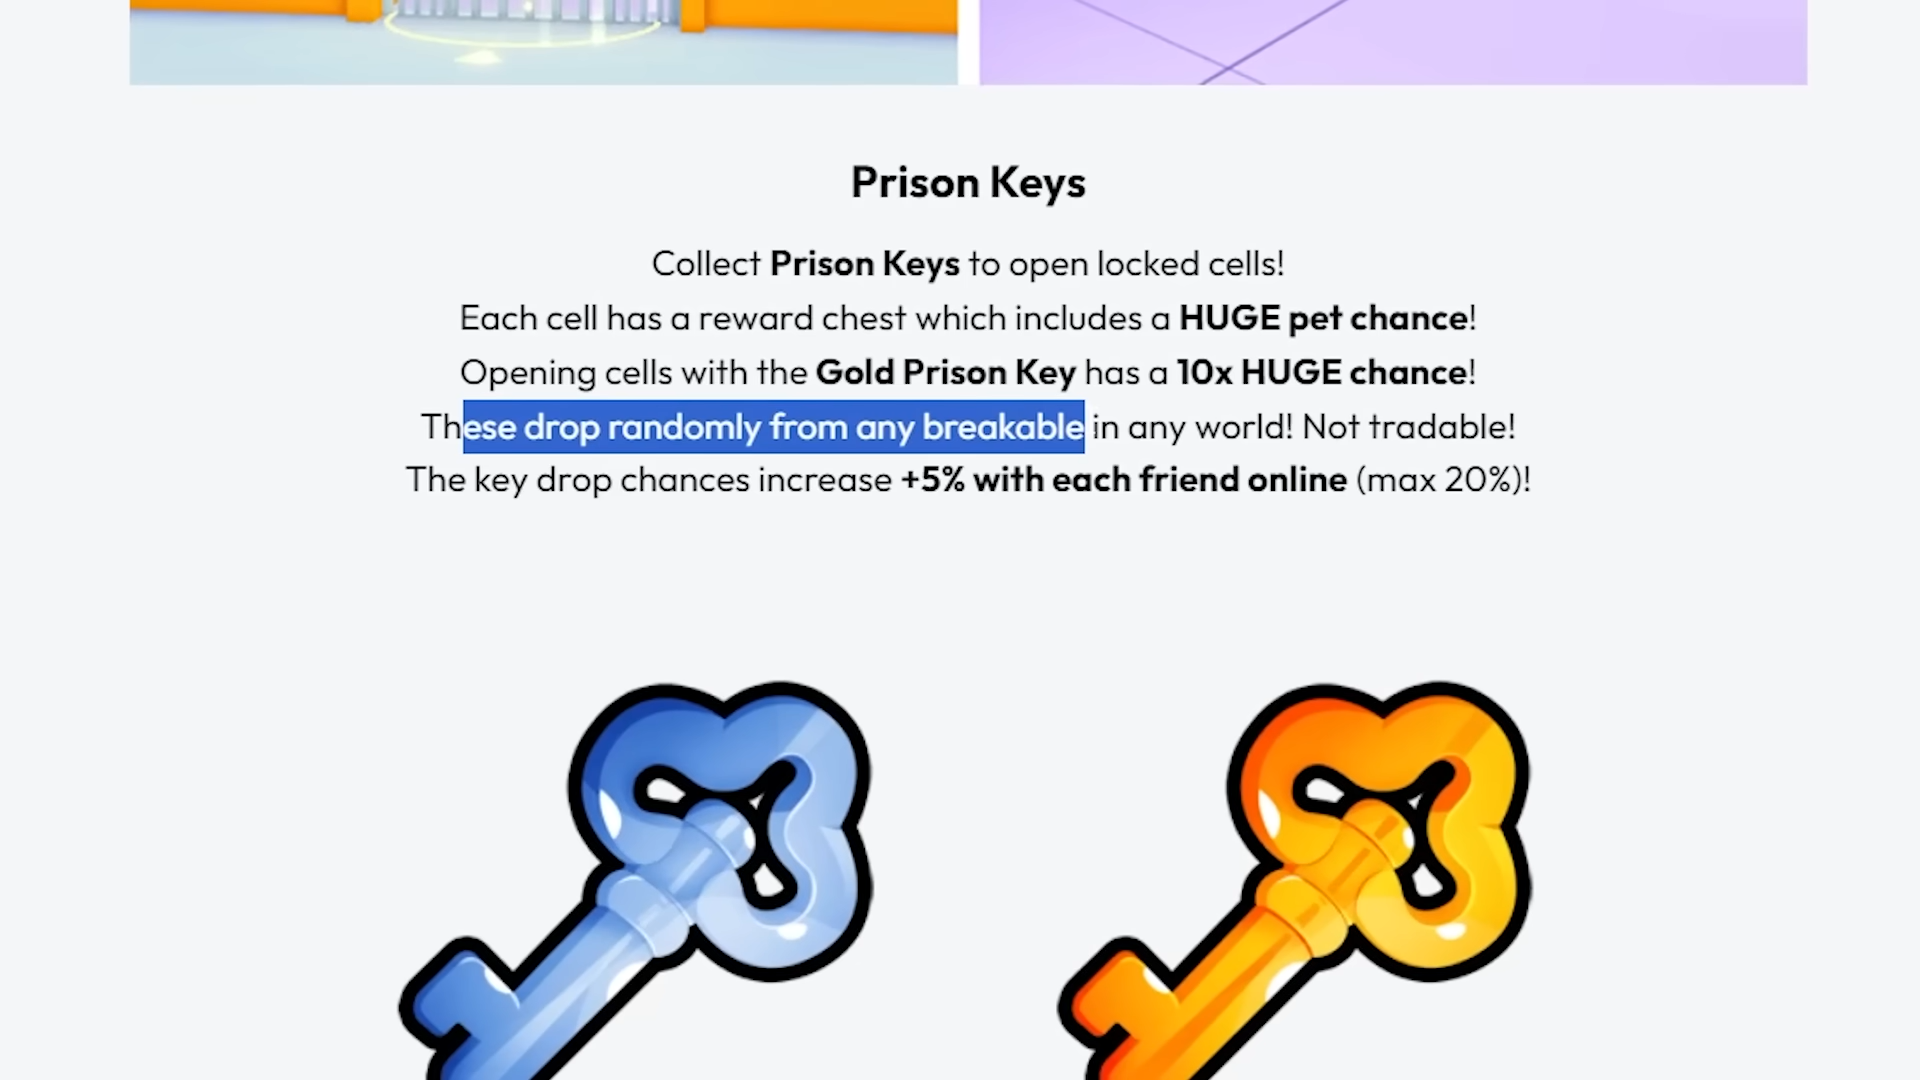 Prison Keys
Collect Prison Keys to open locked cells!
Each cell has a reward chest which includes a HUGE pet chance!
Opening cells with the Gold Prison Key has a 10x HUGE chance!
These drop randomly from any breakable in any world! Not tradable!
The key drop chances increase +5% with each friend online (max 20%)!